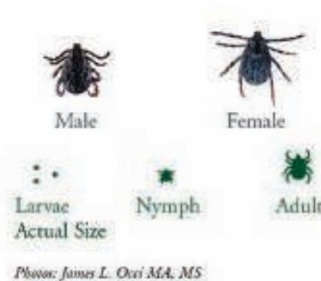 Male Female
Larvae Nymph Adult
Actual Size
Photos: James L. Occi MA, MS